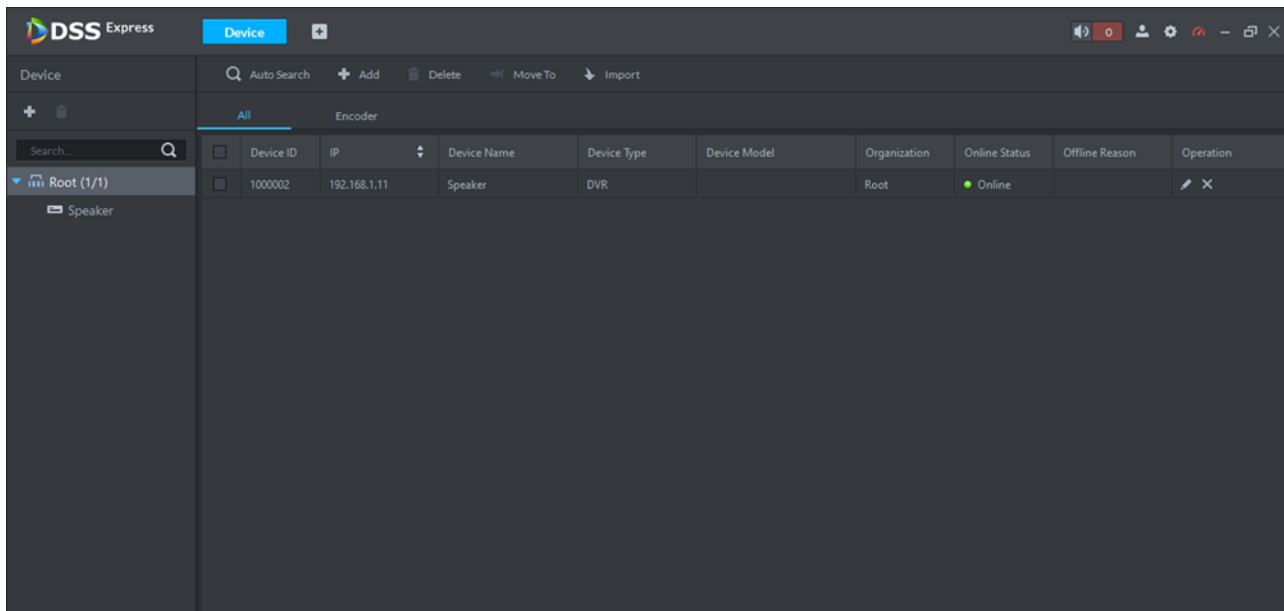 DSS Express
Device
0
Device
Auto Search Add Delete Move To Import
All Encoder
Search...
Device ID IP Device Name Device Type Device Model Organization Online Status Offline Reason Operation
Root (1/1)
1000002 192.168.1.11 Speaker DVR Root Online
Speaker